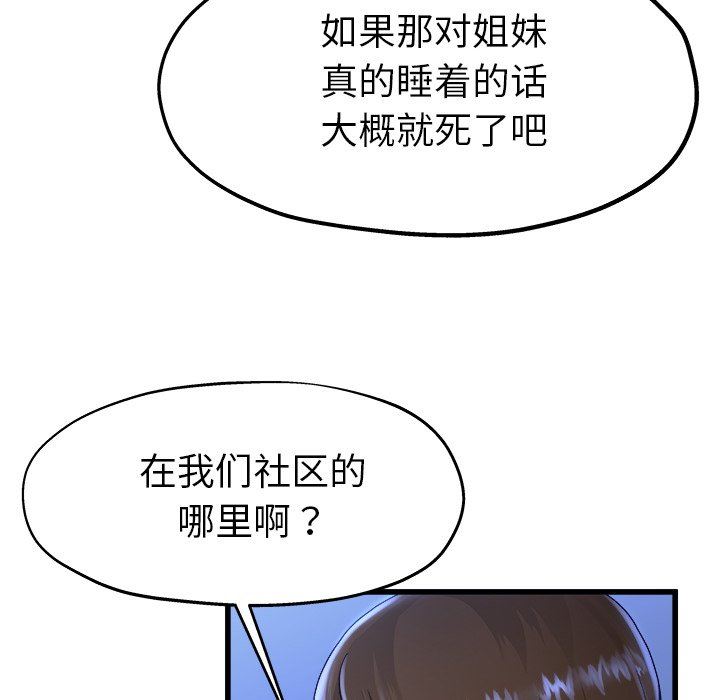 如果那对姐妹
真的睡着的话
大概就死了吧
在我们社区的
哪里啊？